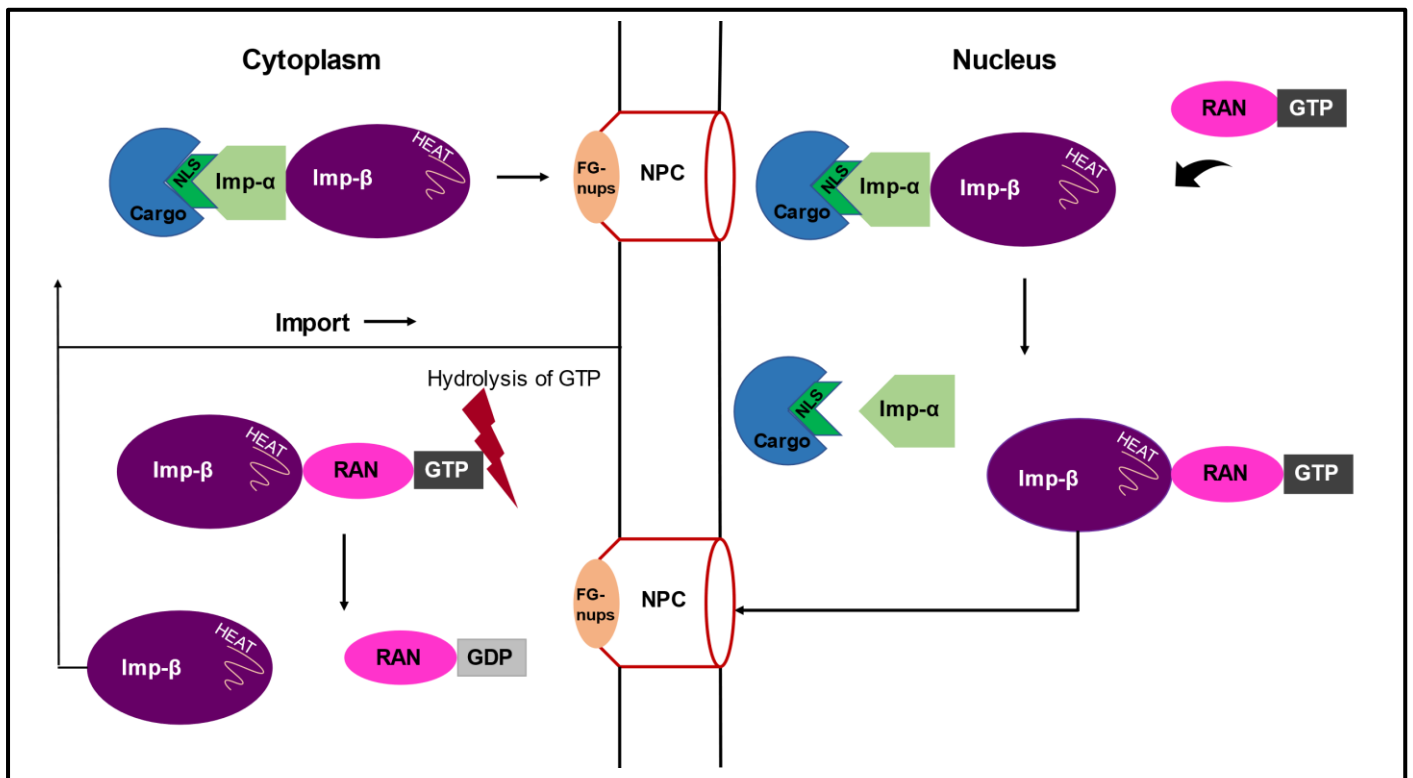 Cytoplasm
Nucleus
RAN
GTP
Cargo
NLS
Imp-α
Imp-β
HEAT
FG-
nups
NPC
Cargo
NLS
Imp-α
Imp-β
HEAT
Import
Hydrolysis of GTP
Imp-β
HEAT
RAN
GTP
Cargo
NLS
Imp-α
Imp-β
HEAT
RAN
GTP
FG-
nups
NPC
Imp-β
HEAT
RAN
GDP